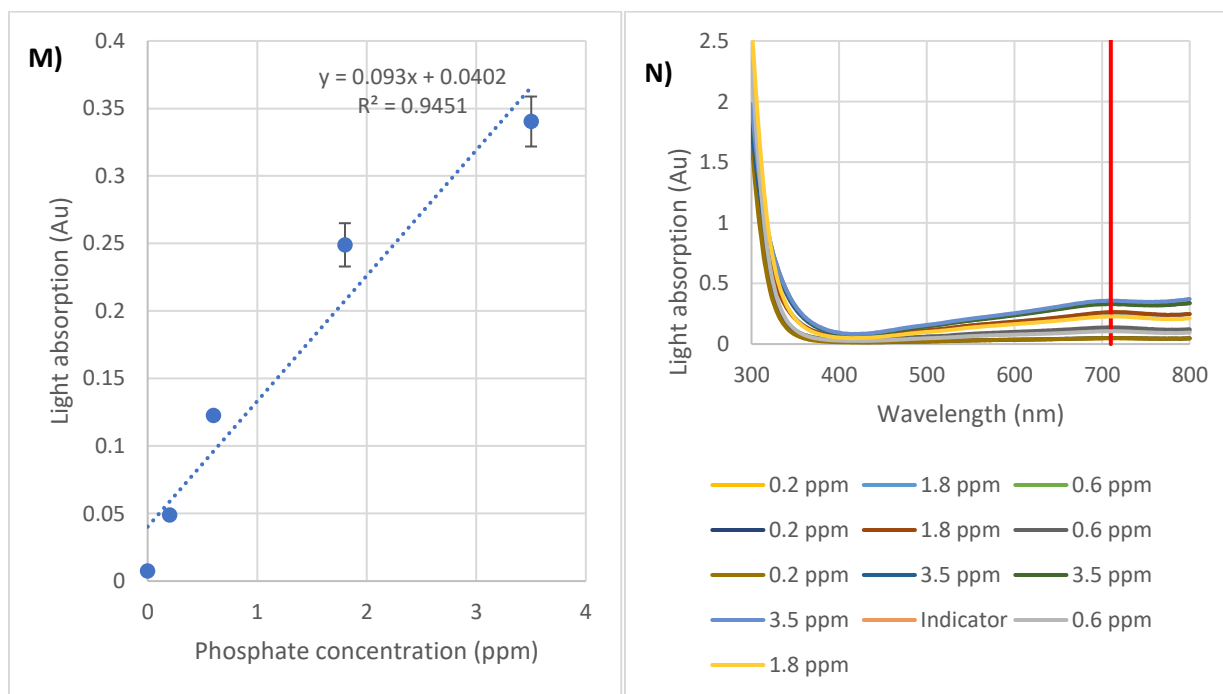 M)
y = 0.093x + 0.0402
R² = 0.9451
0.4
0.35
0.3
0.25
0.2
0.15
0.1
0.05
0
0 1 2 3 4
Light absorption (Au)
Phosphate concentration (ppm)
N)
2.5
2
1.5
1
0.5
0
300 400 500 600 700 800
Light absorption (Au)
Wavelength (nm)
0.2 ppm 1.8 ppm 0.6 ppm
0.2 ppm 1.8 ppm 0.6 ppm
0.2 ppm 3.5 ppm 3.5 ppm
3.5 ppm Indicator 0.6 ppm
1.8 ppm